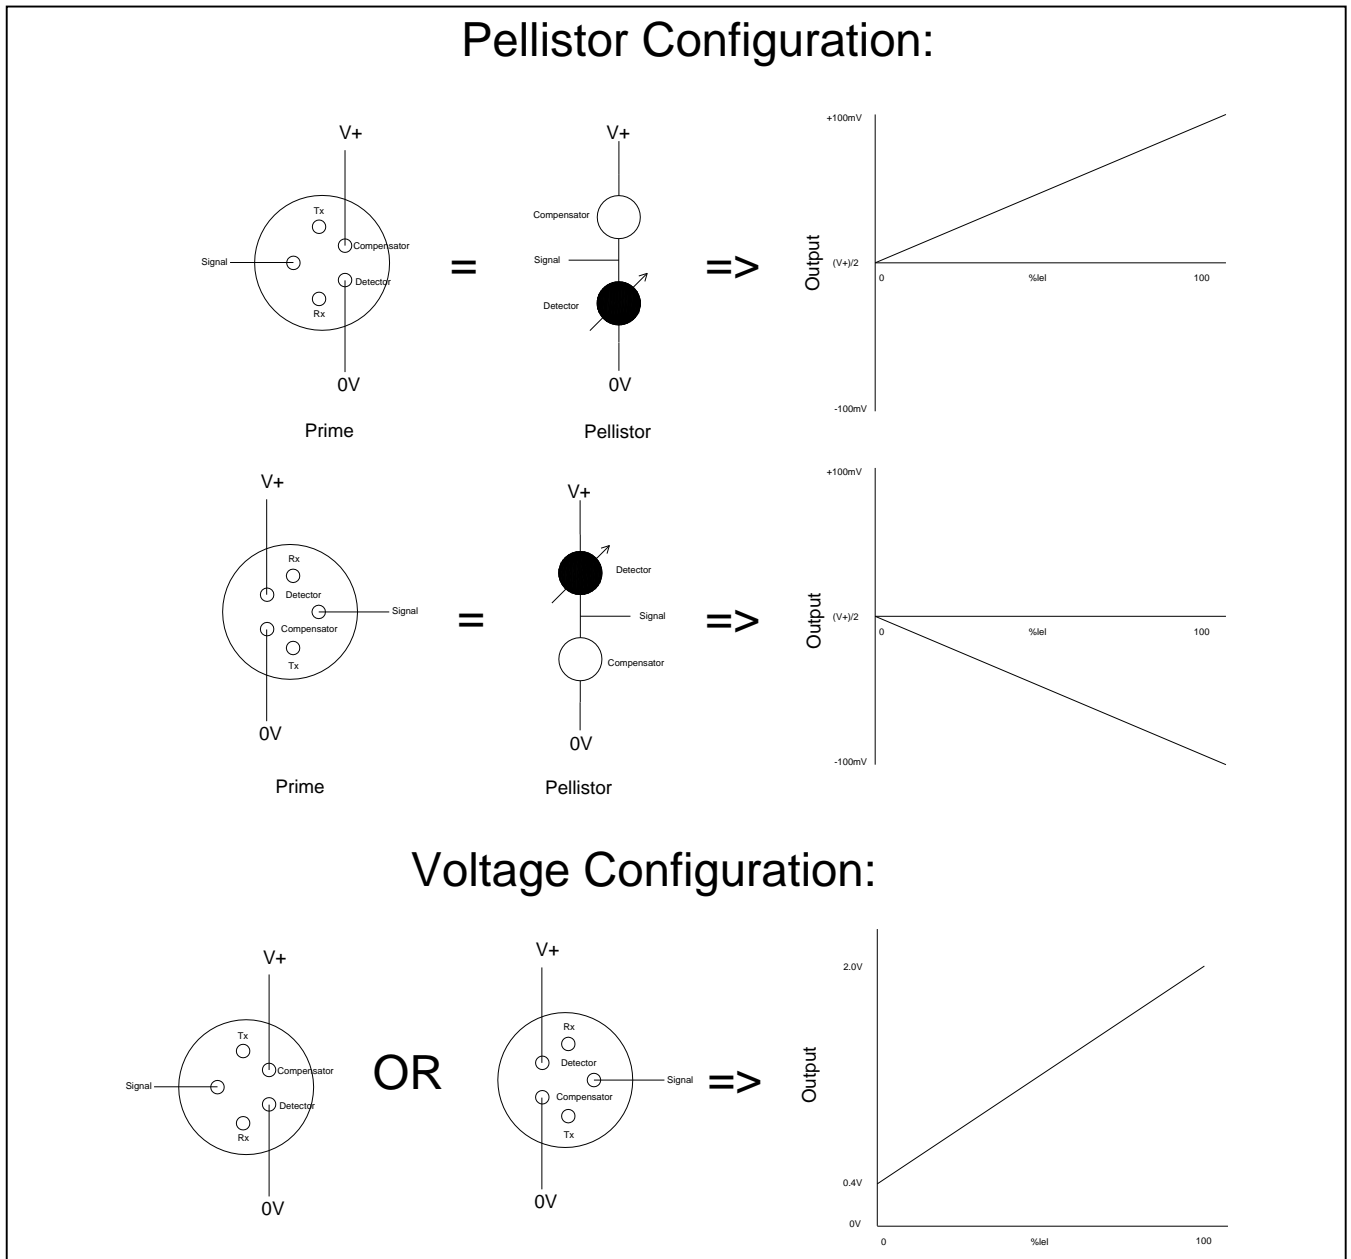 Pellistor Configuration:
V+
Tx
Compensator
Signal
Detector
Rx
0V
Prime
=
V+
Compensator
Signal
Detector
0V
Pellistor
=>
+100mV
Output
(V+)/2
0
%lel
100
-100mV
V+
Rx
Detector
Signal
Compensator
Tx
0V
Prime
=
V+
Detector
Signal
Compensator
0V
Pellistor
=>
+100mV
Output
(V+)/2
0
%lel
100
-100mV
Voltage Configuration:
V+
Tx
Compensator
Signal
Detector
Rx
0V
OR
V+
Rx
Detector
Signal
Compensator
Tx
0V
=>
2.0V
Output
0.4V
0V
0
%lel
100